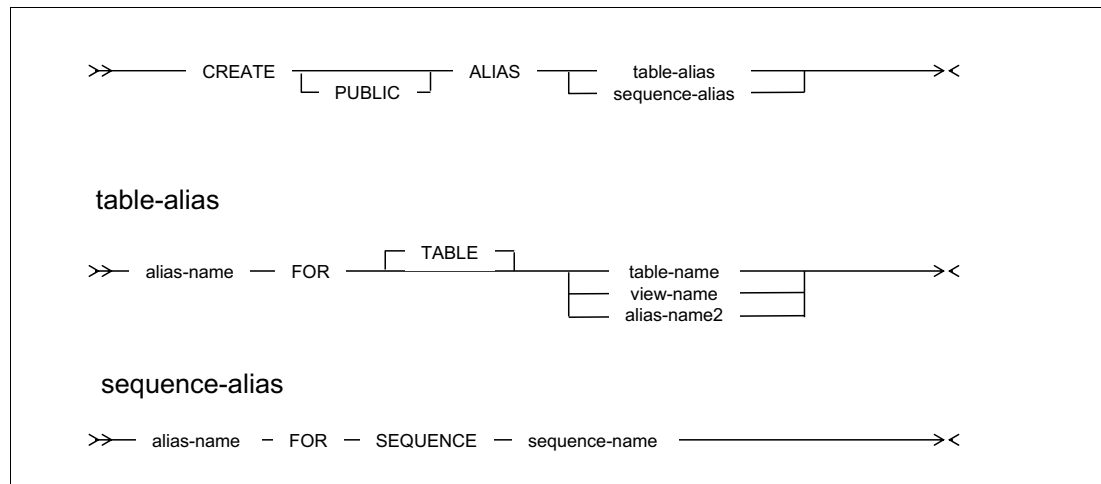 CREATE PUBLIC ALIAS table-alias
sequence-alias
table-alias
alias-name FOR TABLE table-name
view-name
alias-name2
sequence-alias
alias-name FOR SEQUENCE sequence-name